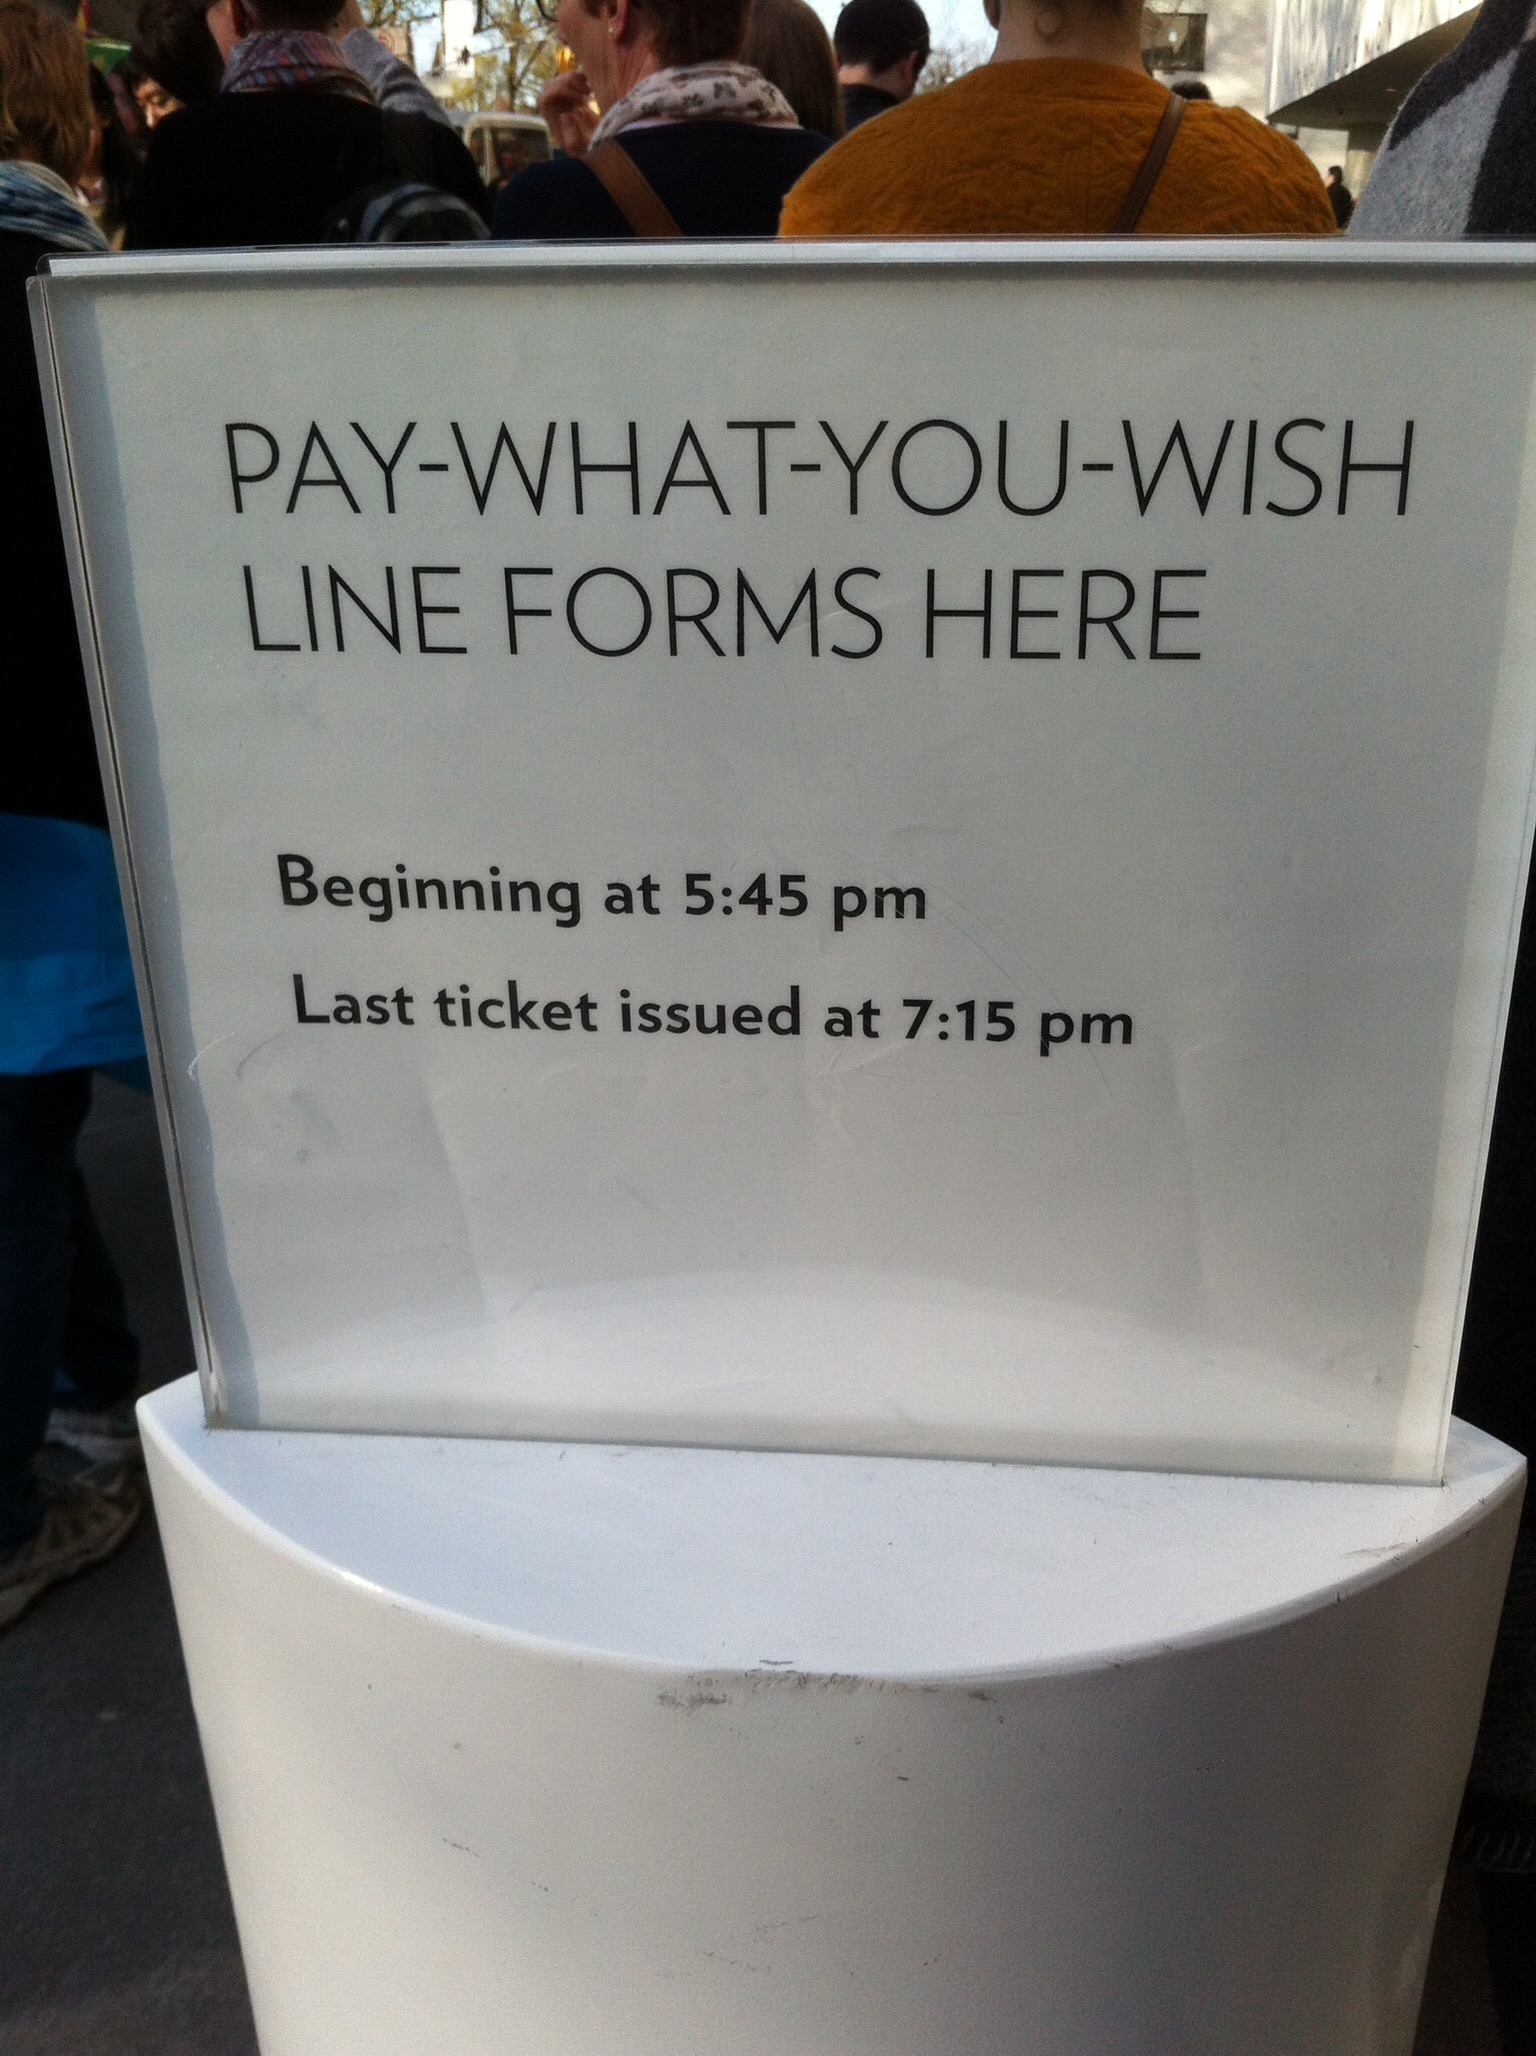 PAY-WHAT-YOU-WISH
LINE FORMS HERE
Beginning at 5:45 pm
Last ticket issued at 7:15 pm